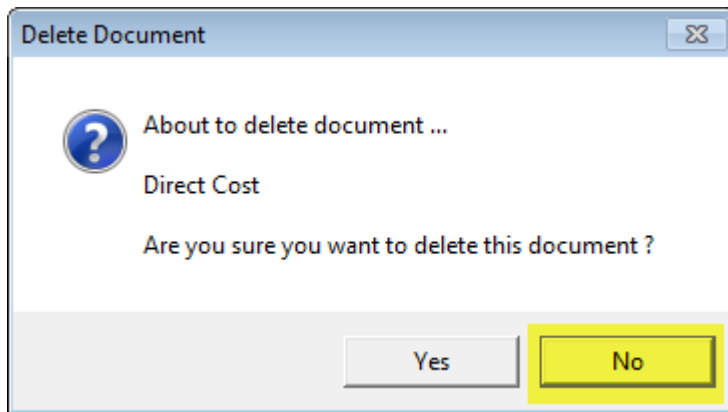 Delete Document
About to delete document ...
Direct Cost
Are you sure you want to delete this document ?
Yes No